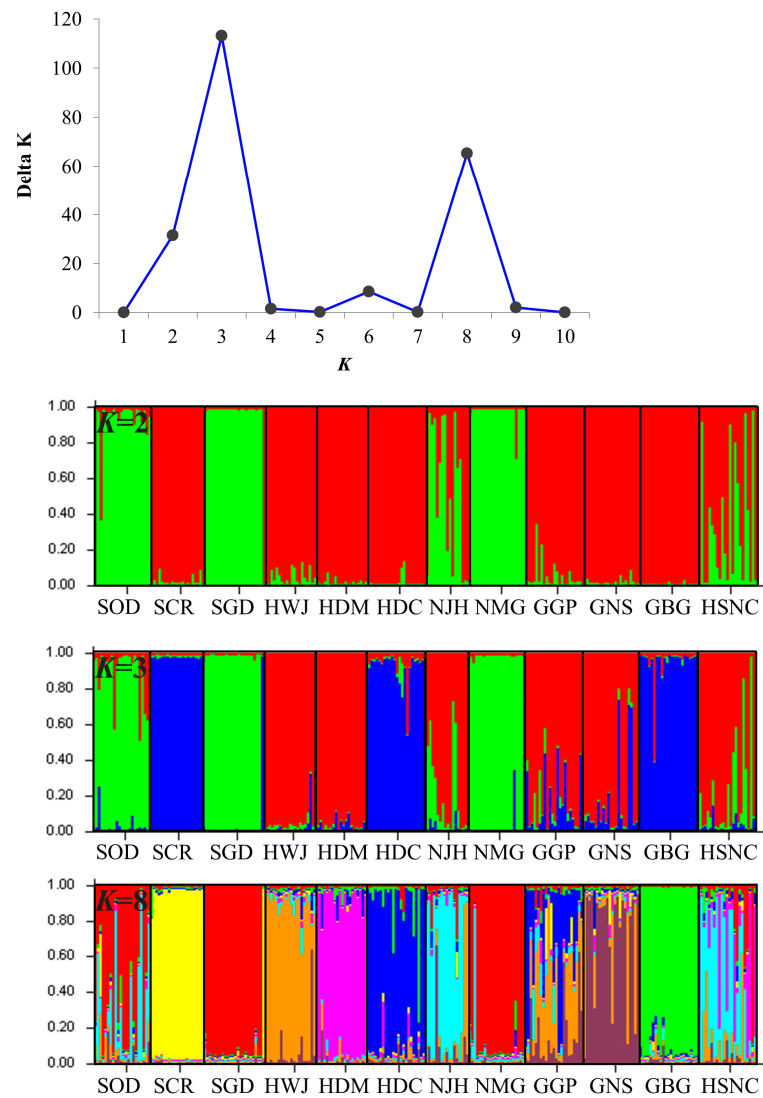 120
100
80
60
40
20
0
Delta K
1 2 3 4 5 6 7 8 9 10
K
K=2
1.00
0.80
0.60
0.40
0.20
0.00
SOD SCR SGD HWJ HDM HDC NJH NMG GGP GNS GBG HSNC
K=3
1.00
0.80
0.60
0.40
0.20
0.00
SOD SCR SGD HWJ HDM HDC NJH NMG GGP GNS GBG HSNC
K=8
1.00
0.80
0.60
0.40
0.20
0.00
SOD SCR SGD HWJ HDM HDC NJH NMG GGP GNS GBG HSNC